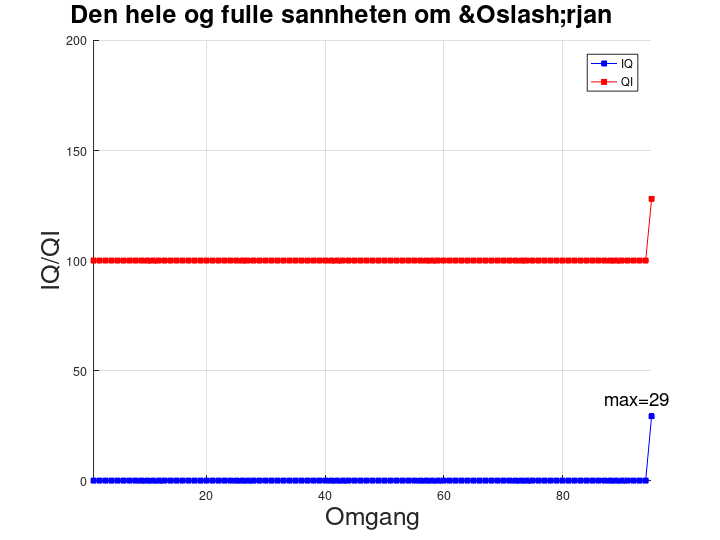 Den hele og fulle sannheten om &Oslash;rjan
200
IQ
QI
150
IQ/QI
100
50
max=29
0
20 40 60 80
Omgang